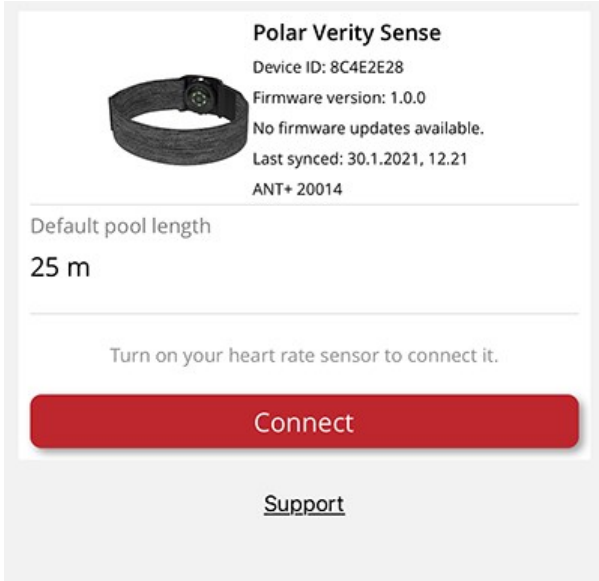 Polar Verity Sense
Device ID: 8C4E2E28
Firmware version: 1.0.0
No firmware updates available.
Last synced: 30.1.2021, 12.21
ANT+ 20014
Default pool length
25 m
Turn on your heart rate sensor to connect it.
Connect
Support